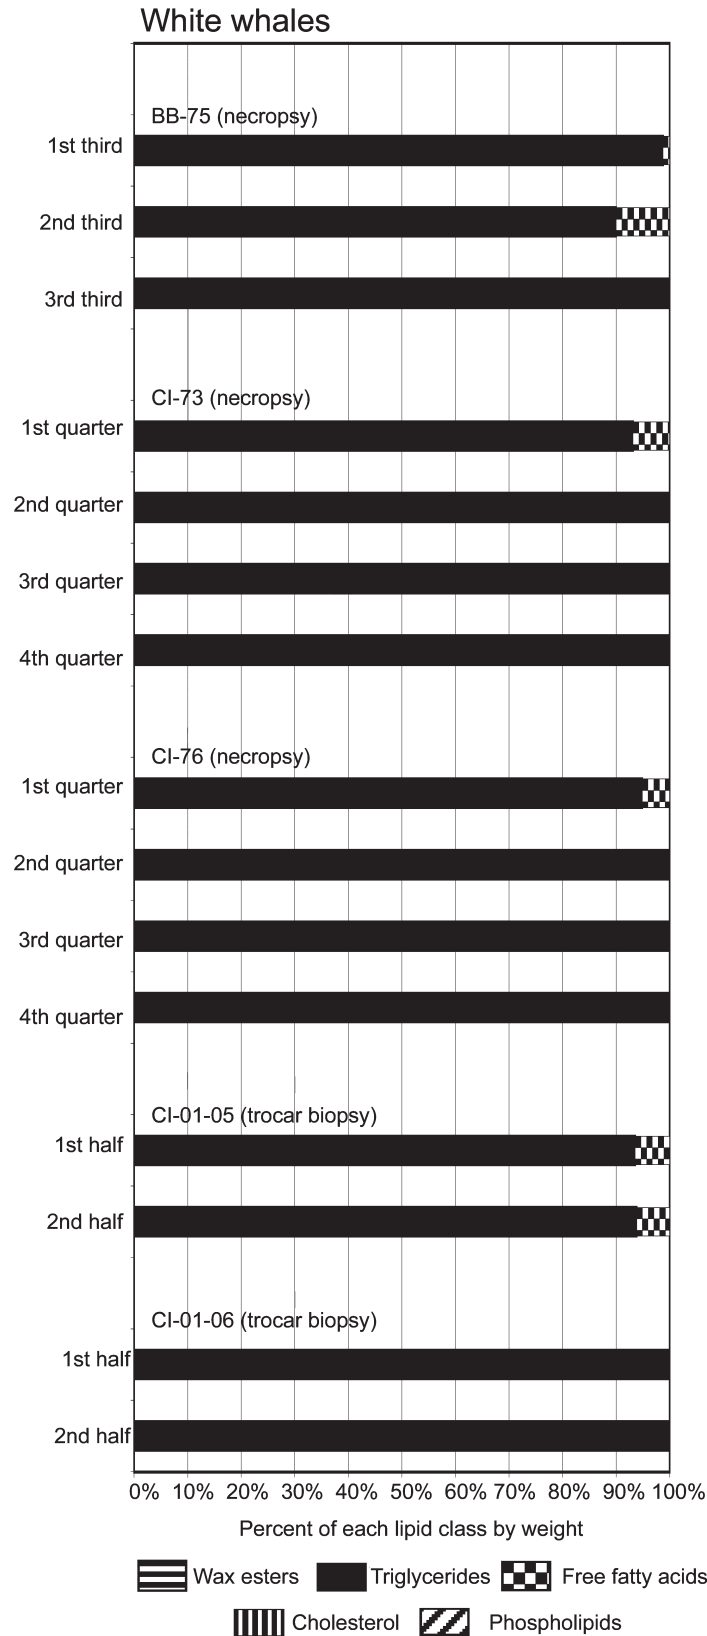 White whales
BB-75 (necropsy)
1st third
2nd third
3rd third
CI-73 (necropsy)
1st quarter
2nd quarter
3rd quarter
4th quarter
CI-76 (necropsy)
1st quarter
2nd quarter
3rd quarter
4th quarter
CI-01-05 (trocar biopsy)
1st half
2nd half
CI-01-06 (trocar biopsy)
1st half
2nd half
0% 10% 20% 30% 40% 50% 60% 70% 80% 90% 100%
Percent of each lipid class by weight
Wax esters Triglycerides Free fatty acids
Cholesterol Phospholipids